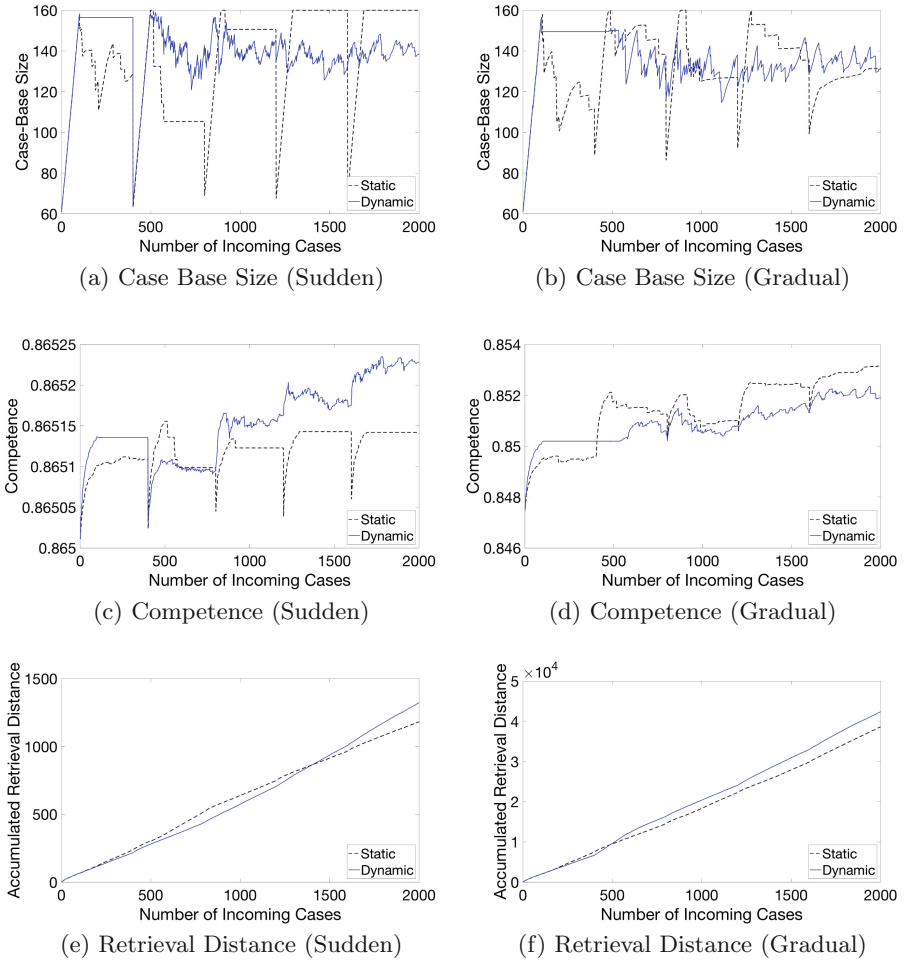 160
140
120
100
80
60
Case-Base Size
Static
Dynamic
0 500 1000 1500 2000
Number of Incoming Cases
(a) Case Base Size (Sudden)
160
140
120
100
80
60
Case-Base Size
Static
Dynamic
0 500 1000 1500 2000
Number of Incoming Cases
(b) Case Base Size (Gradual)
0.86525
0.8652
0.86515
0.8651
0.86505
0.865
Competence
Static
Dynamic
0 500 1000 1500 2000
Number of Incoming Cases
(c) Competence (Sudden)
0.854
0.852
0.85
0.848
0.846
Competence
Static
Dynamic
0 500 1000 1500 2000
Number of Incoming Cases
(d) Competence (Gradual)
1500
1000
500
0
Accumulated Retrieval Distance
Static
Dynamic
0 500 1000 1500 2000
Number of Incoming Cases
(e) Retrieval Distance (Sudden)
×10⁴
5
4
3
2
1
0
Accumulated Retrieval Distance
Static
Dynamic
0 500 1000 1500 2000
Number of Incoming Cases
(f) Retrieval Distance (Gradual)